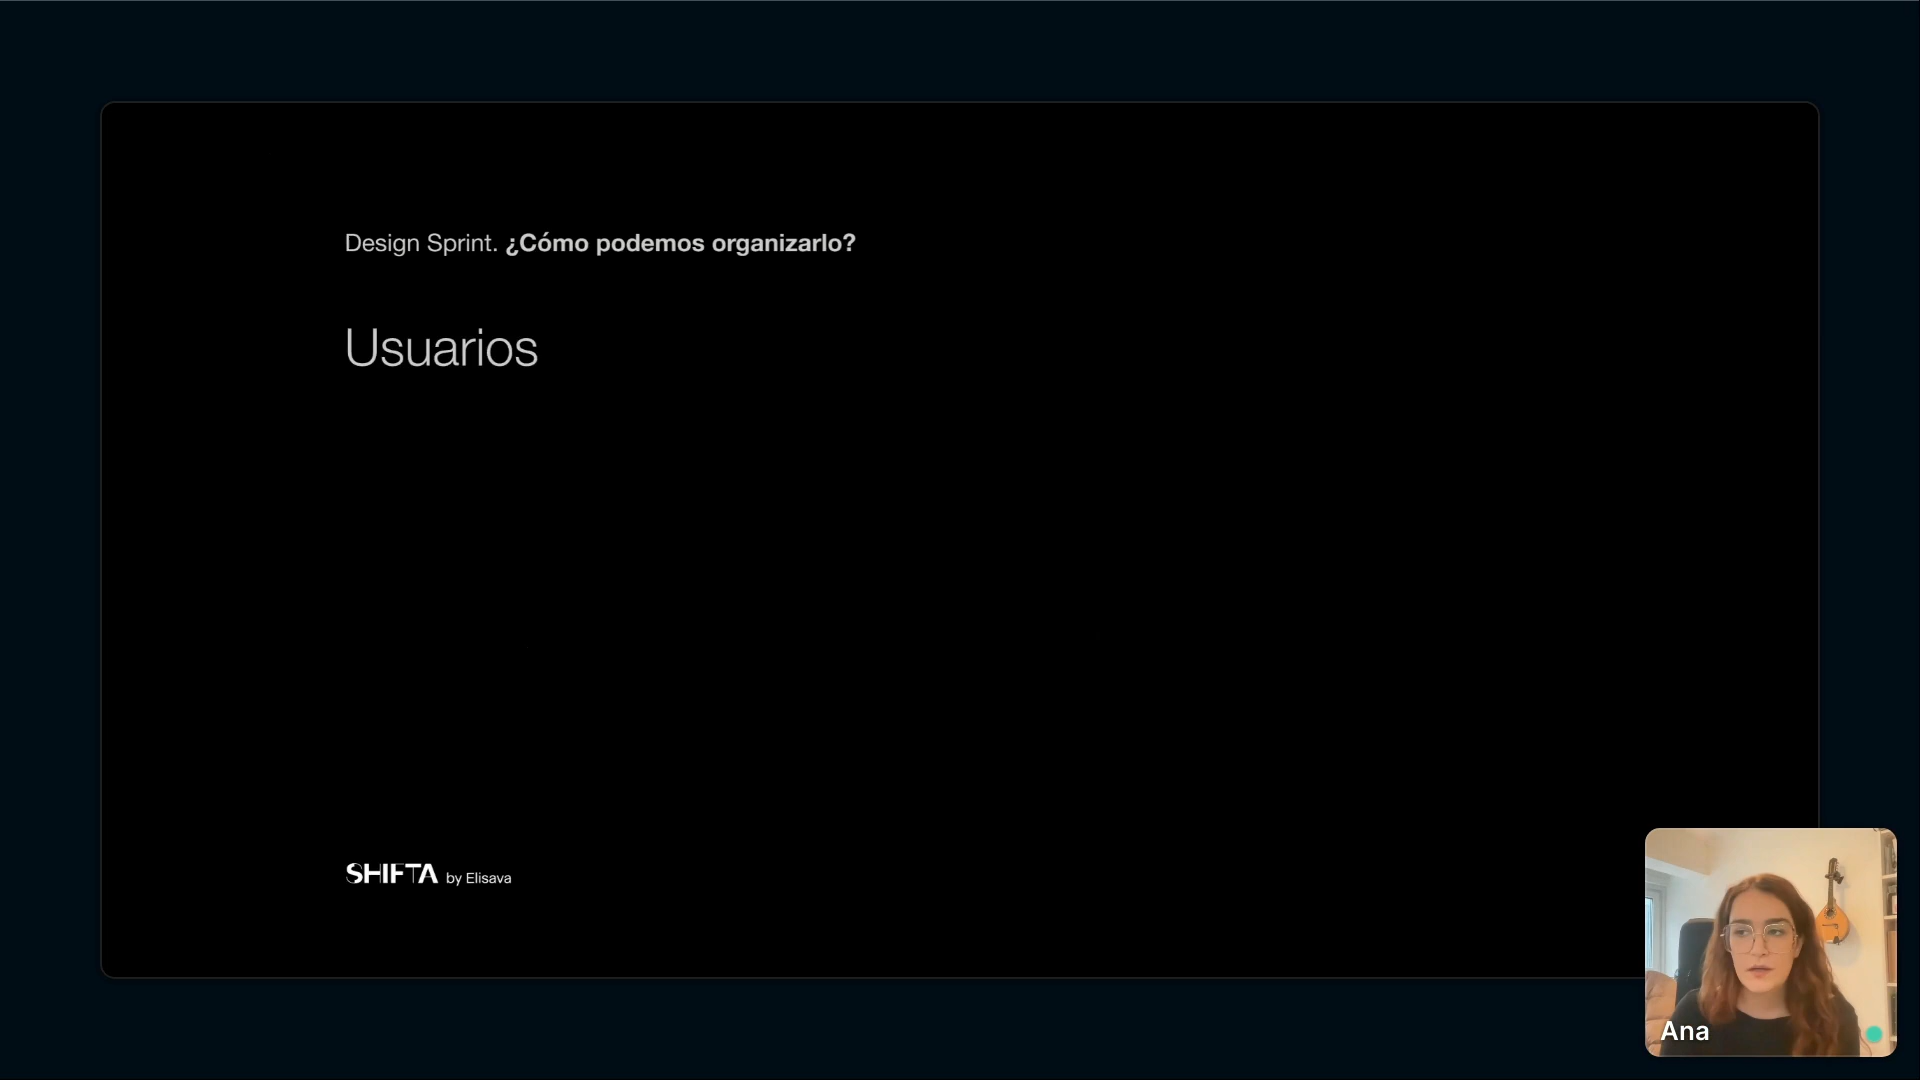 Design Sprint. ¿Cómo podemos organizarlo?
Usuarios
SHIFTA by Elisava
Ana